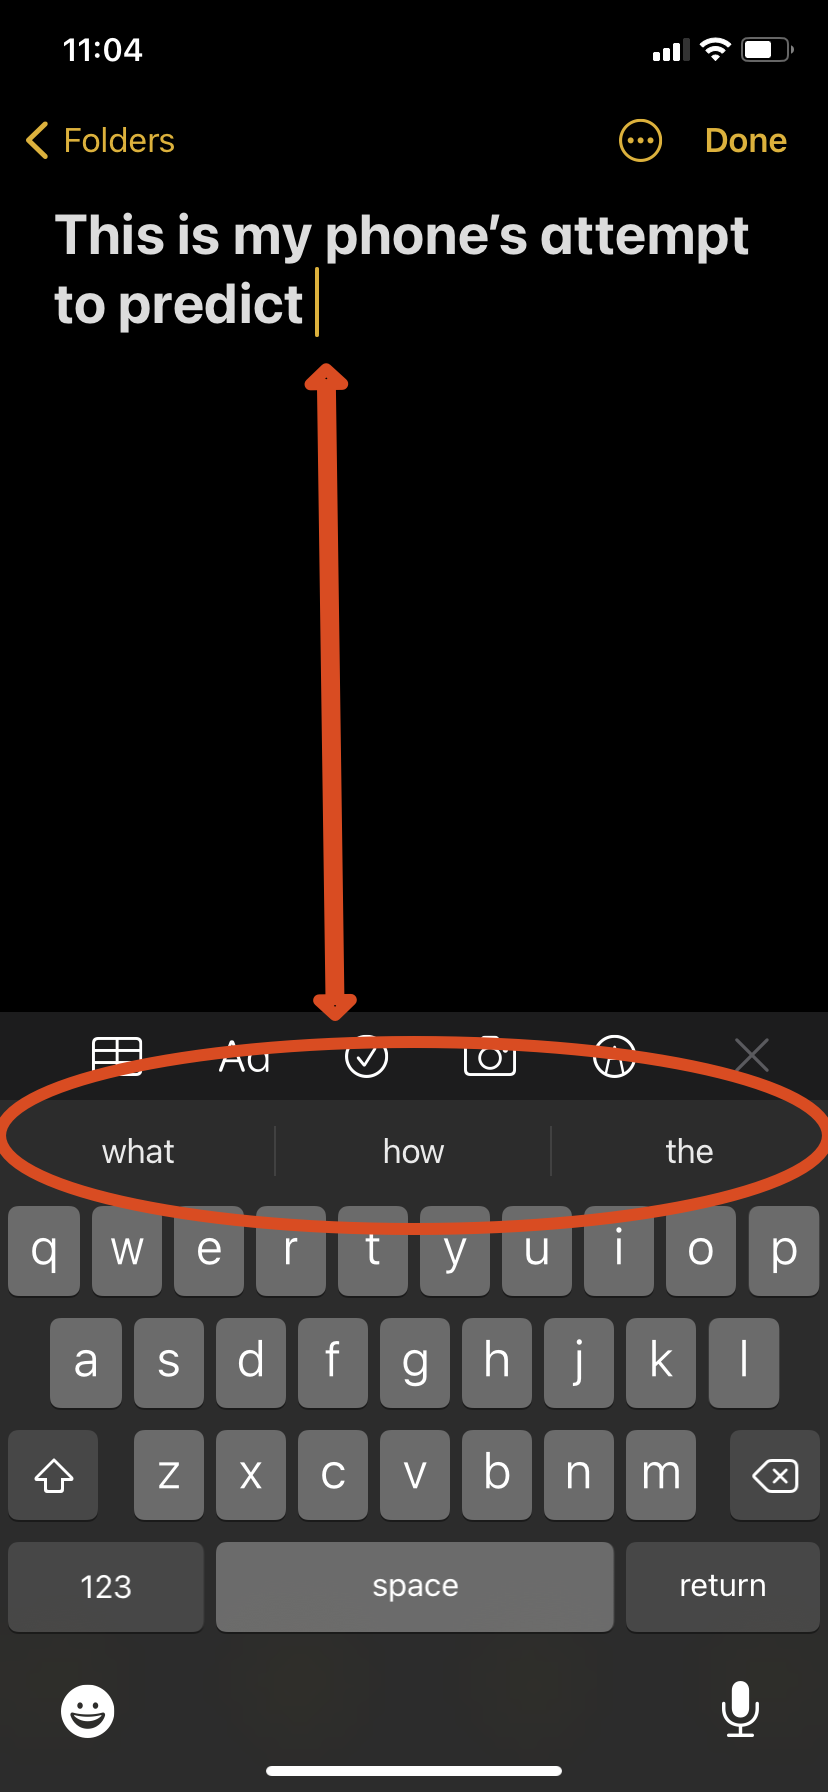 11:04
Folders Done
This is my phone’s attempt
to predict
Aa
what how the
q w e r t y u i o p
a s d f g h j k l
z x c v b n m
123 space return